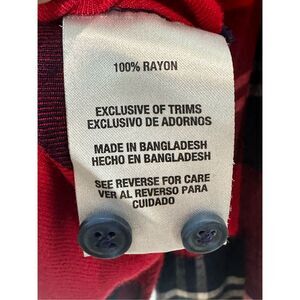 100% RAYON
EXCLUSIVE OF TRIMS
EXCLUSIVO DE ADORNOS
MADE IN BANGLADESH
HECHO EN BANGLADESH
SEE REVERSE FOR CARE
VER AL REVERSO PARA
CUIDADO